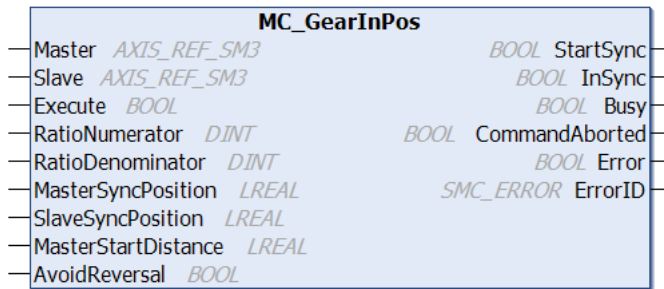 MC_GearInPos
Master AXIS_REF_SM3 BOOL StartSync
Slave AXIS_REF_SM3 BOOL InSync
Execute BOOL BOOL Busy
RatioNumerator DINT BOOL CommandAborted
RatioDenominator DINT BOOL Error
MasterSyncPosition LREAL SMC_ERROR ErrorID
SlaveSyncPosition LREAL
MasterStartDistance LREAL
AvoidReversal BOOL